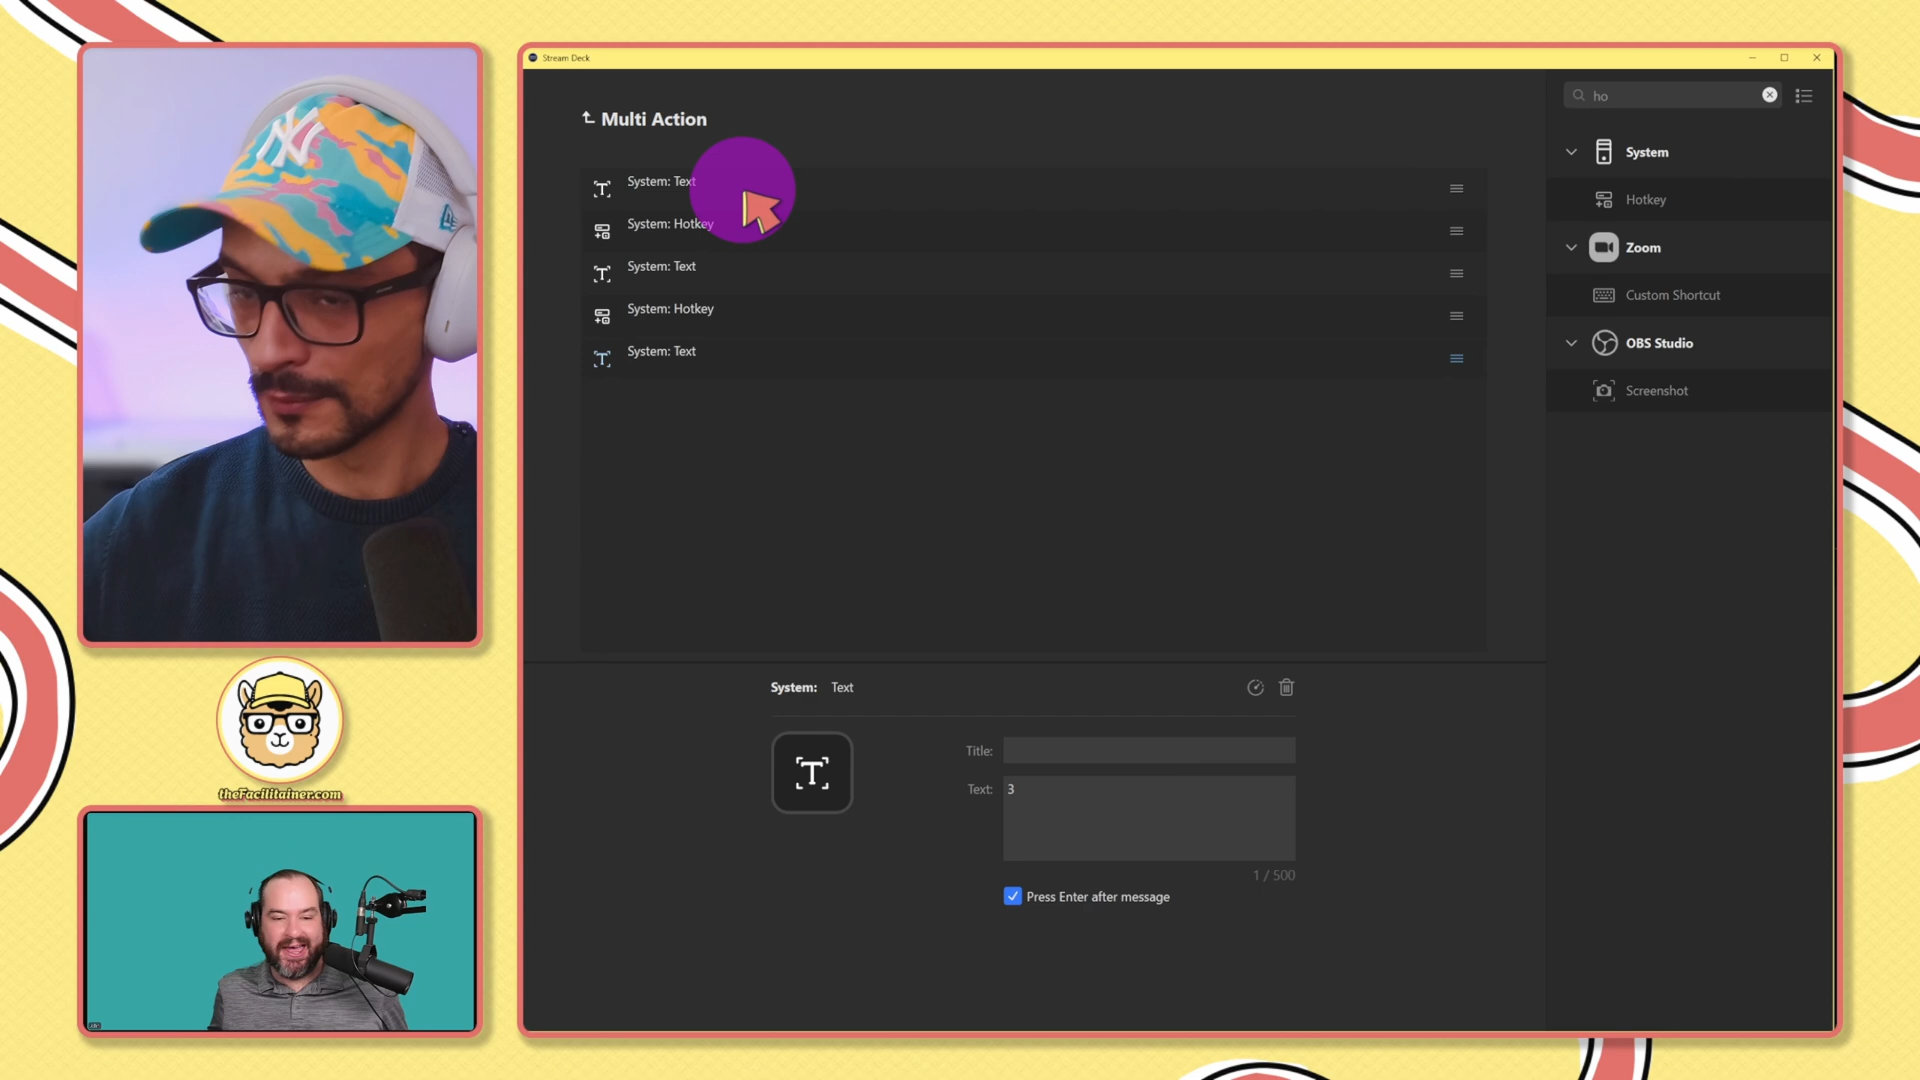 Stream Deck
Multi Action
System: Text
System: Hotkey
System: Text
System: Hotkey
System: Text
ho
System
Hotkey
Zoom
Custom Shortcut
OBS Studio
Screenshot
System: Text
Title:
Text: 3
1 / 500
Press Enter after message
NY
theFacilitainer.com